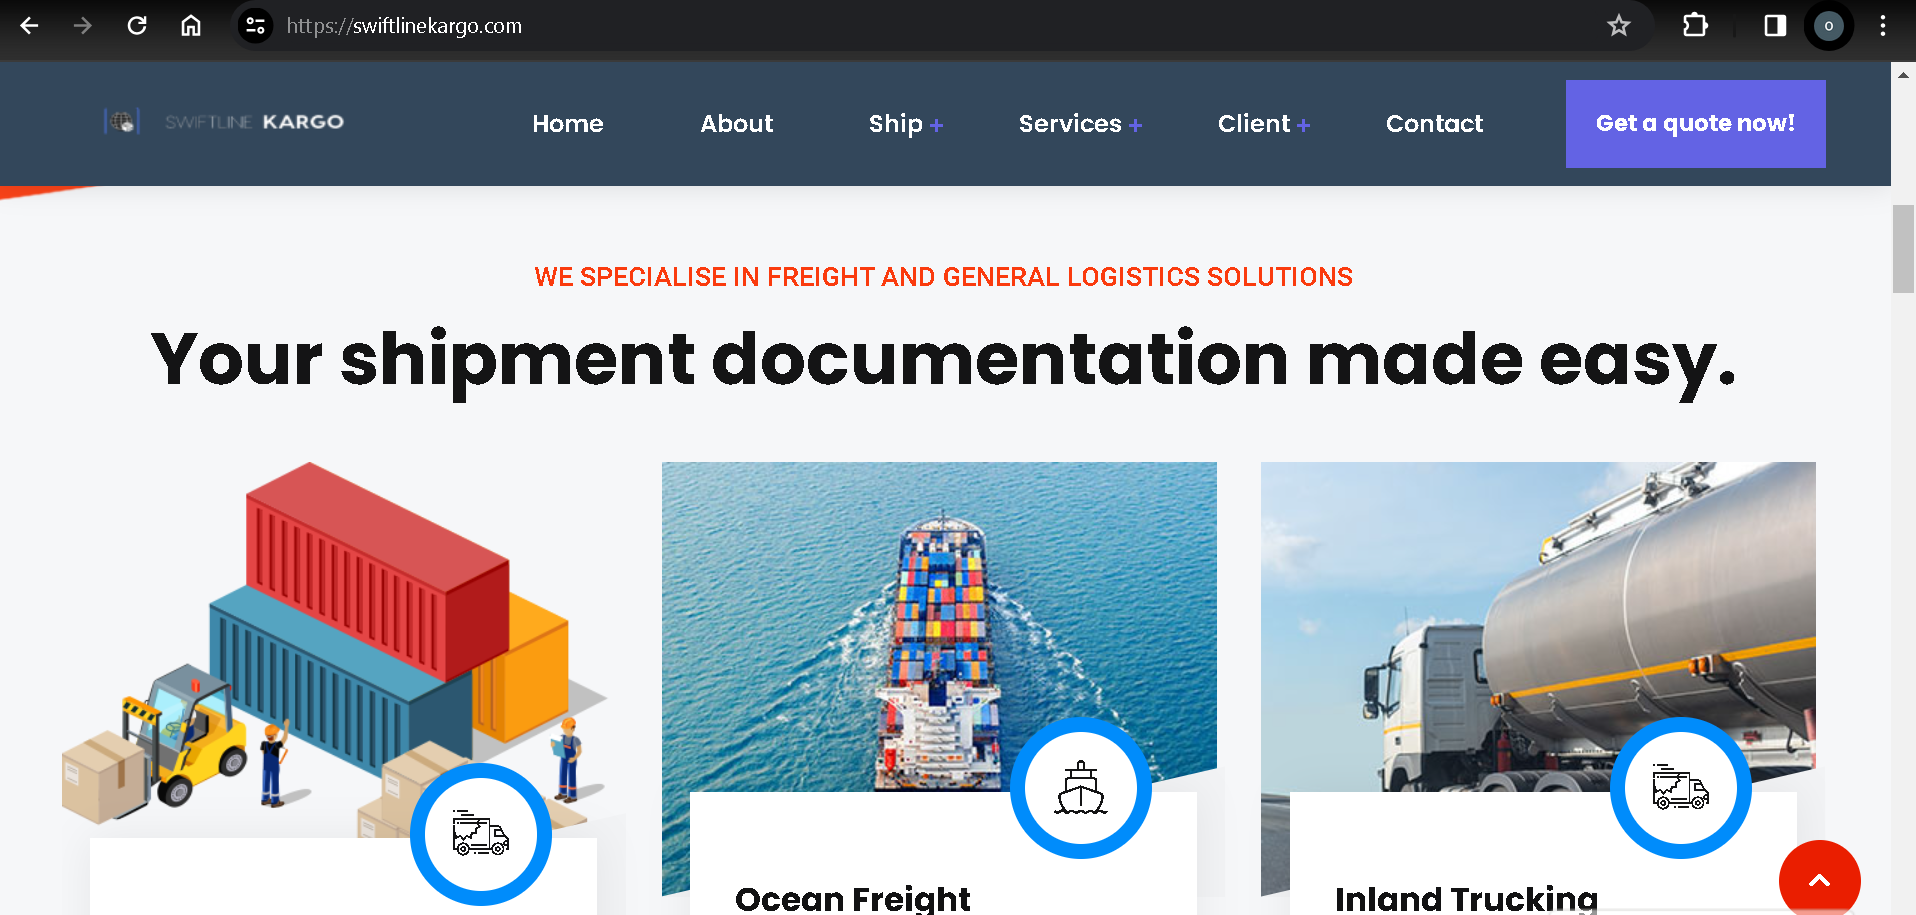 https://swiftlinekargo.com
O
SWIFTLINE KARGO
Home
About
Ship +
Services +
Client +
Contact
Get a quote now!
WE SPECIALISE IN FREIGHT AND GENERAL LOGISTICS SOLUTIONS
Your shipment documentation made easy.
Ocean Freight
Inland Trucking